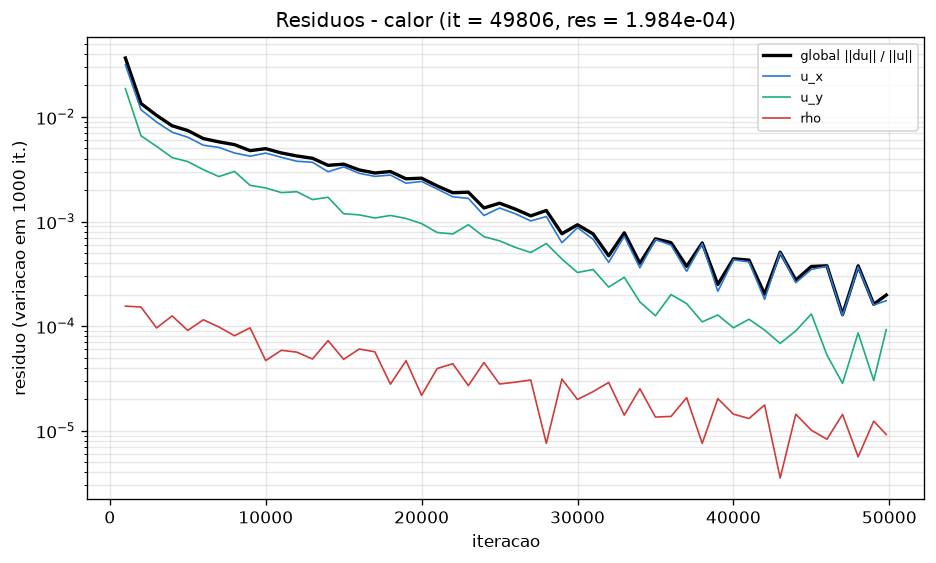 Residuos - calor (it = 49806, res = 1.984e-04)
global ||du|| / ||u||
u_x
u_y
rho
residuo (variacao em 1000 it.)
10⁻²
10⁻³
10⁻⁴
10⁻⁵
0 10000 20000 30000 40000 50000
iteracao